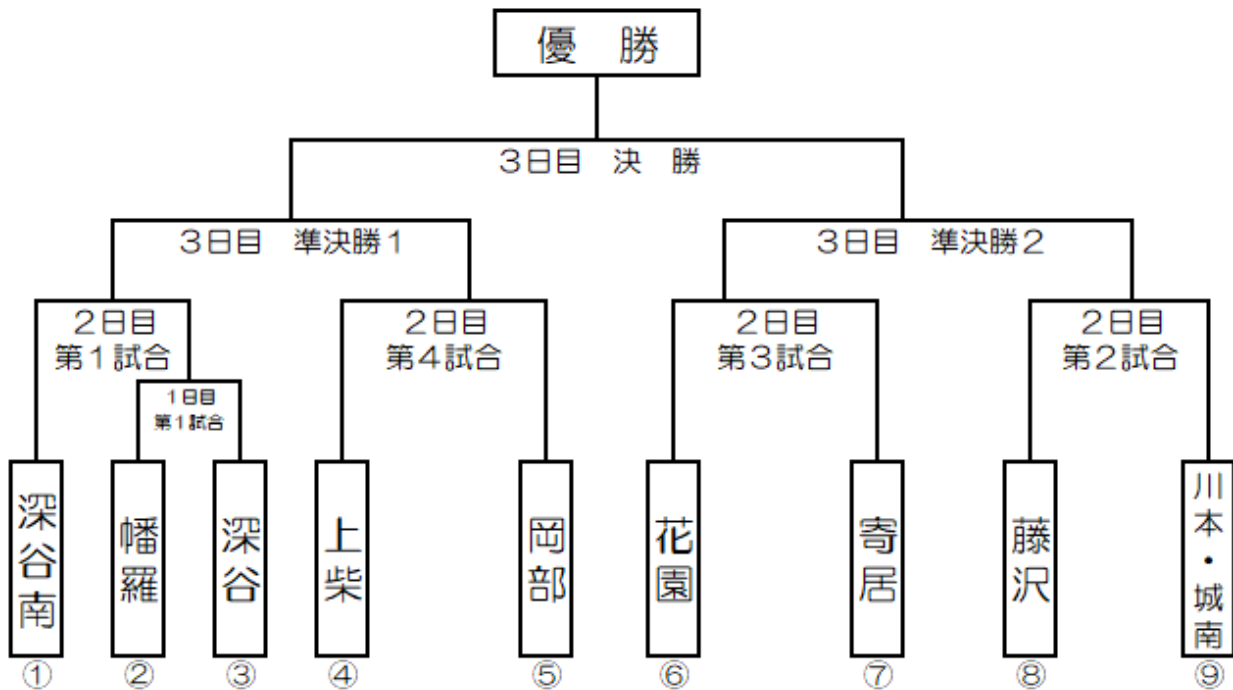 優　勝
３日目　決　勝
３日目　準決勝１
３日目　準決勝２
２日目
第１試合
２日目
第４試合
２日目
第３試合
２日目
第２試合
１日目
第１試合
深谷南
幡羅
深谷
上柴
岡部
花園
寄居
藤沢
川本・城南
①
②
③
④
⑤
⑥
⑦
⑧
⑨